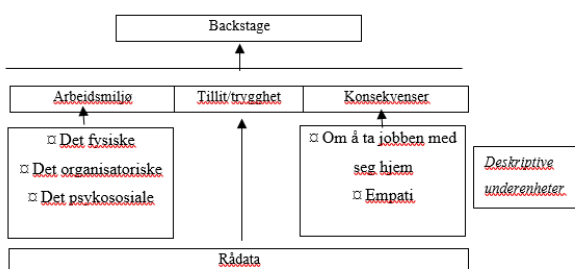 Backstage
Arbeidsmiljø Tillit/trygghet Konsekvenser
¤ Det fysiske
¤ Det organisatoriske
¤ Det psykososiale
¤ Om å ta jobben med
seg hjem
¤ Empati
Deskriptive
underenheter
Rådata